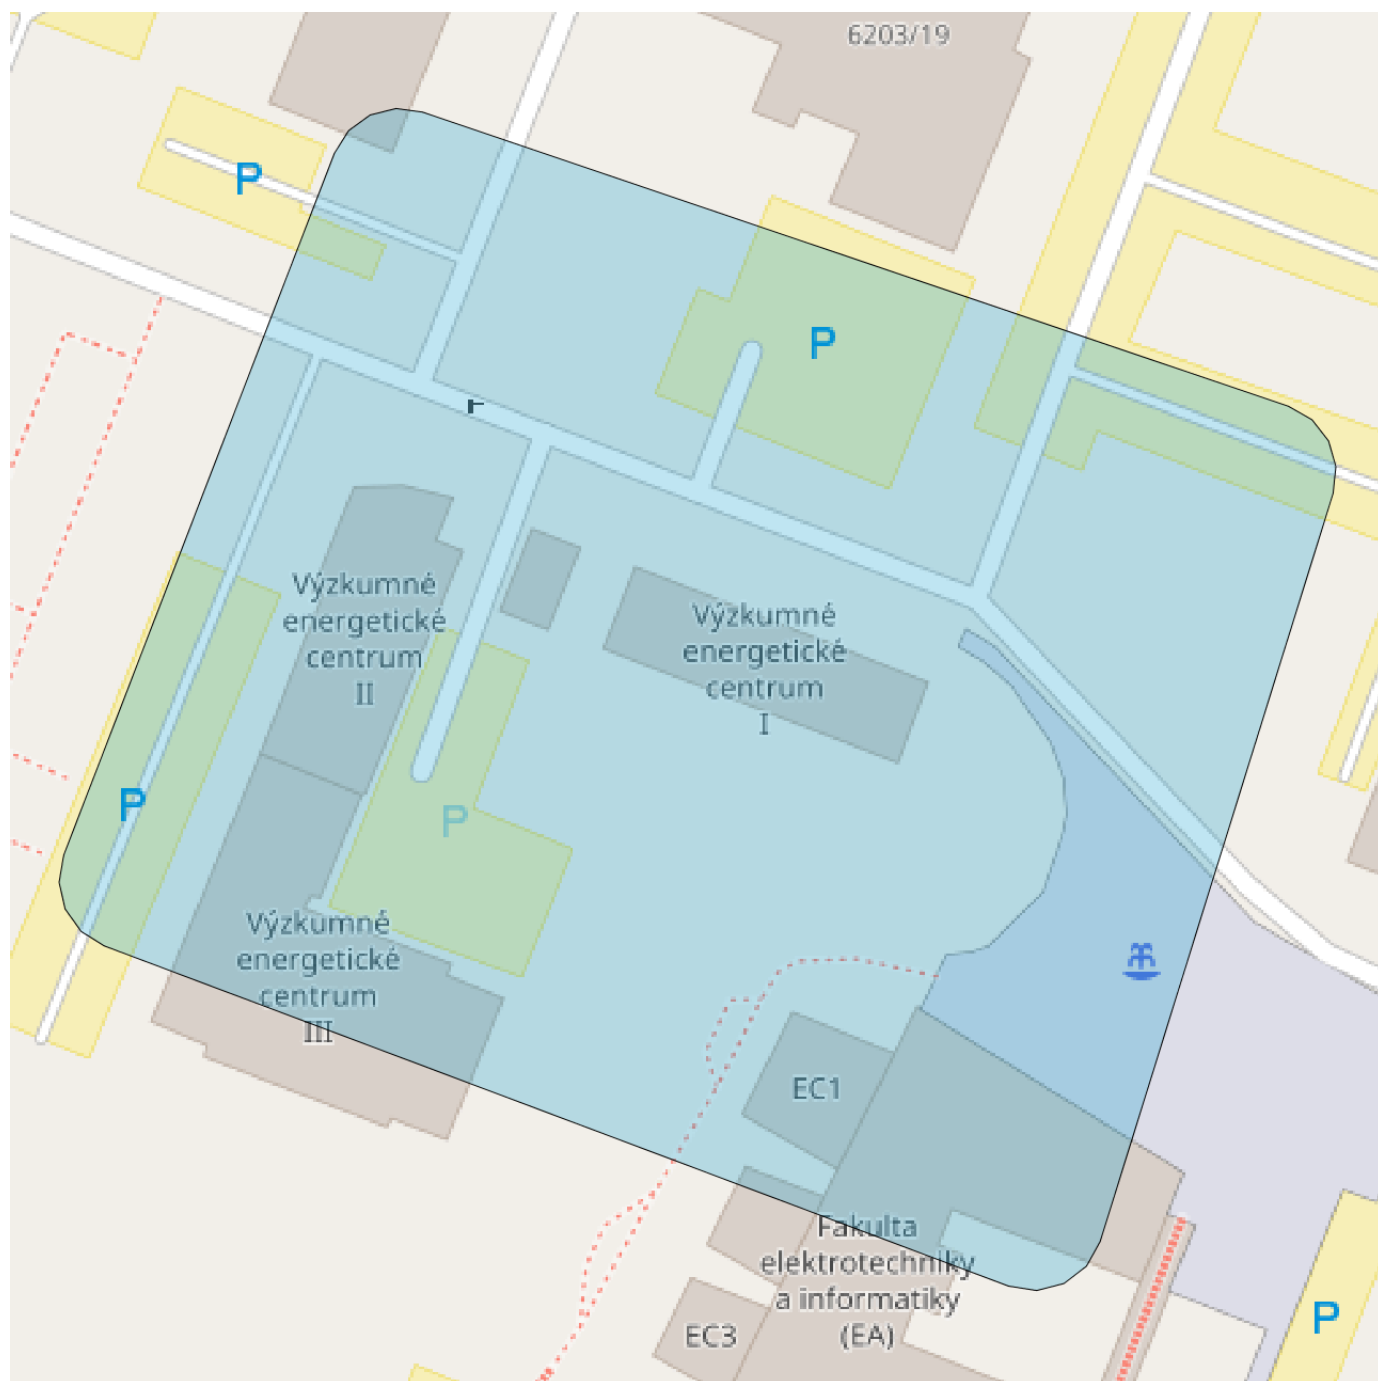 6203/19
P
P
Výzkumné
energetické
centrum
II
Výzkumné
energetické
centrum
I
P
P
Výzkumné
energetické
centrum
III
EC1
Fakulta
elektrotechniky
a informatiky
(EA)
EC3
P